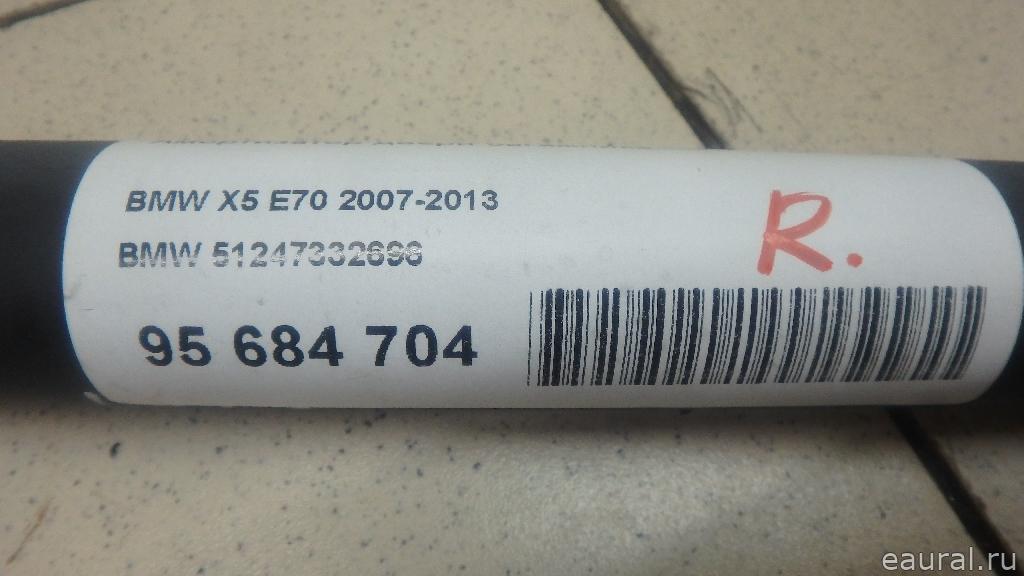 BMW X5 E70 2007-2013
BMW 51247332698
R.
95 684 704
eaural.ru